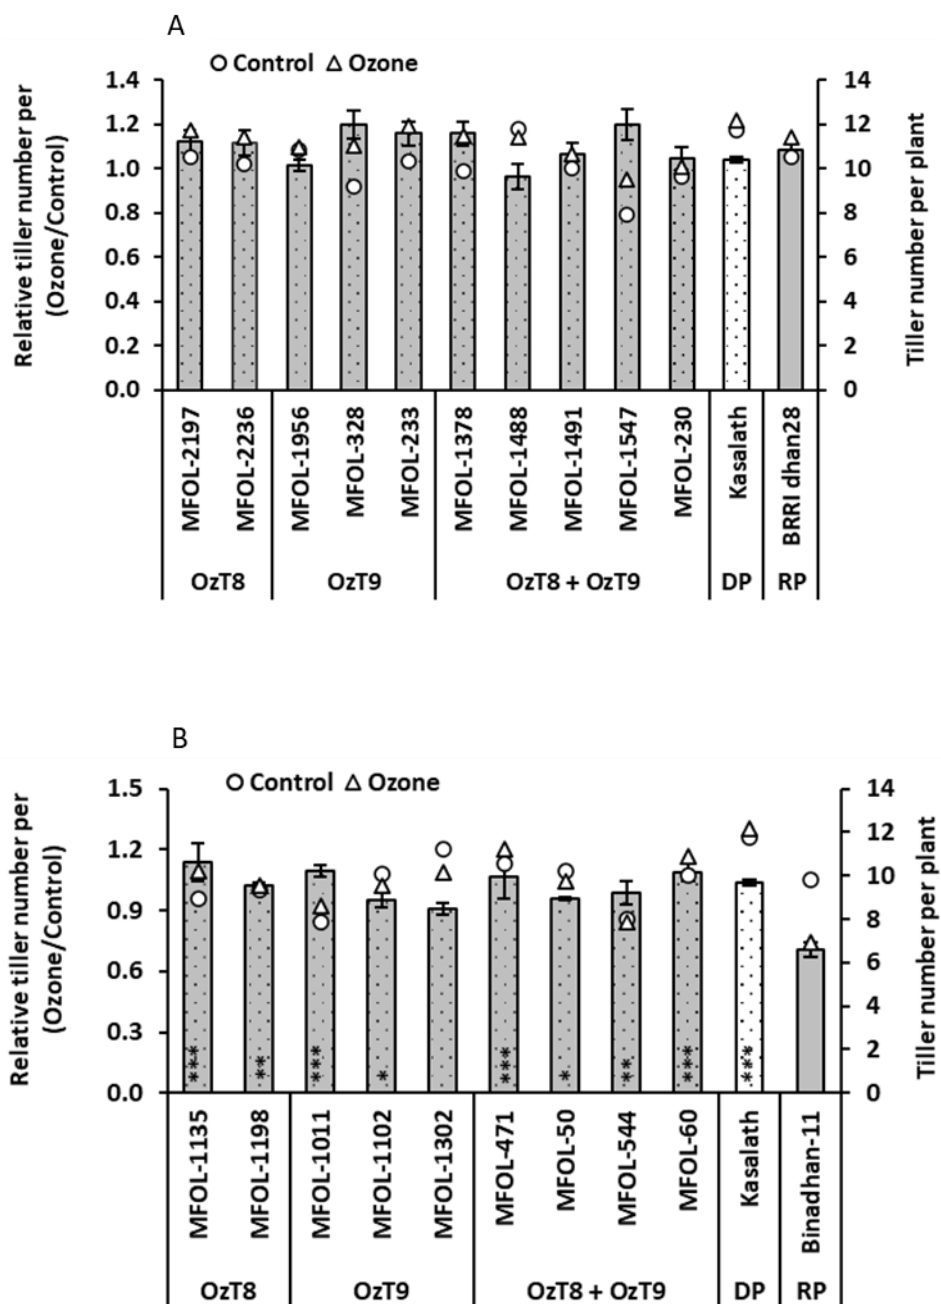 A
Control Ozone
Relative tiller number per
(Ozone/Control)
1.4
1.2
1.0
0.8
0.6
0.4
0.2
0.0
14
12
10
8
6
4
2
0
Tiller number per plant
MFOL-2197
MFOL-2236
MFOL-1956
MFOL-328
MFOL-233
MFOL-1378
MFOL-1488
MFOL-1491
MFOL-1547
MFOL-230
Kasalath
BRRI dhan28
OzT8 OzT9 OzT8 + OzT9 DP RP
B
Control Ozone
Relative tiller number per
(Ozone/Control)
1.5
1.2
0.9
0.6
0.3
0.0
14
12
10
8
6
4
2
0
Tiller number per plant
*** ** *** * *** * ** *** ***
MFOL-1135
MFOL-1198
MFOL-1011
MFOL-1102
MFOL-1302
MFOL-471
MFOL-50
MFOL-544
MFOL-60
Kasalath
Binadhan-11
OzT8 OzT9 OzT8 + OzT9 DP RP